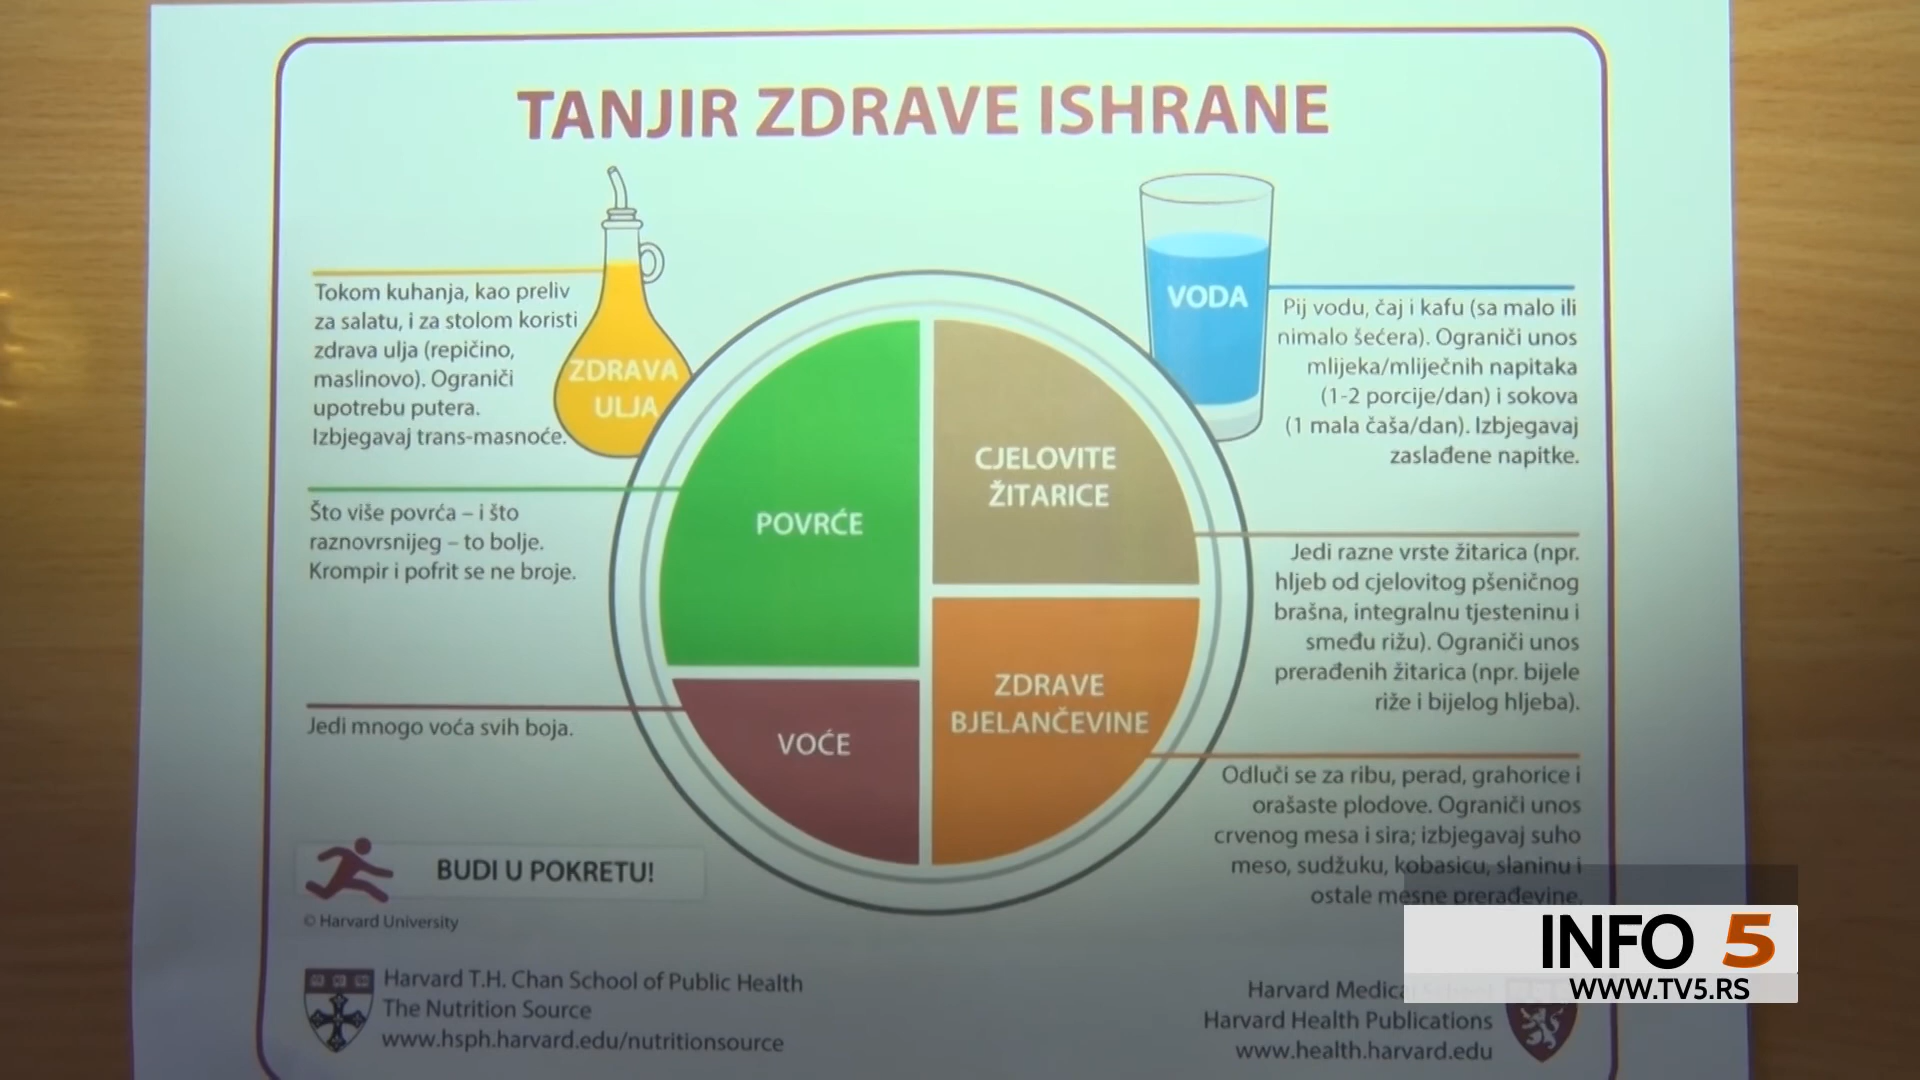 TANJIR ZDRAVE ISHRANE
Tokom kuhanja, kao preliv
za salatu, i za stolom koristi
zdrava ulja (repičino,
maslinovo). Ograniči
upotrebu putera.
Izbjegavaj trans-masnoće.
ZDRAVA
ULJA
VODA
Pij vodu, čaj i kafu (sa malo ili
nimalo šećera). Ograniči unos
mlijeka/mliječnih napitaka
(1-2 porcije/dan) i sokova
(1 mala čaša/dan). Izbjegavaj
zaslađene napitke.
Što više povrća – i što
raznovrsnijeg – to bolje.
Krompir i pofrit se ne broje.
POVRĆE
CJELOVITE
ŽITARICE
Jedi razne vrste žitarica (npr.
hljeb od cjelovitog pšeničnog
brašna, integralnu tjesteninu i
smeđu rižu). Ograniči unos
prerađenih žitarica (npr. bijele
riže i bijelog hljeba).
Jedi mnogo voća svih boja.
VOĆE
ZDRAVE
BJELANČEVINE
Odluči se za ribu, perad, grahorice i
orašaste plodove. Ograniči unos
crvenog mesa i sira; izbjegavaj suho
meso, sudžuku, kobasicu, slaninu i
ostale mesne prerađevine.
BUDI U POKRETU!
© Harvard University
Harvard T.H. Chan School of Public Health
The Nutrition Source
www.hsph.harvard.edu/nutritionsource
Harvard Medical School
Harvard Health Publications
www.health.harvard.edu
INFO 5
WWW.TV5.RS